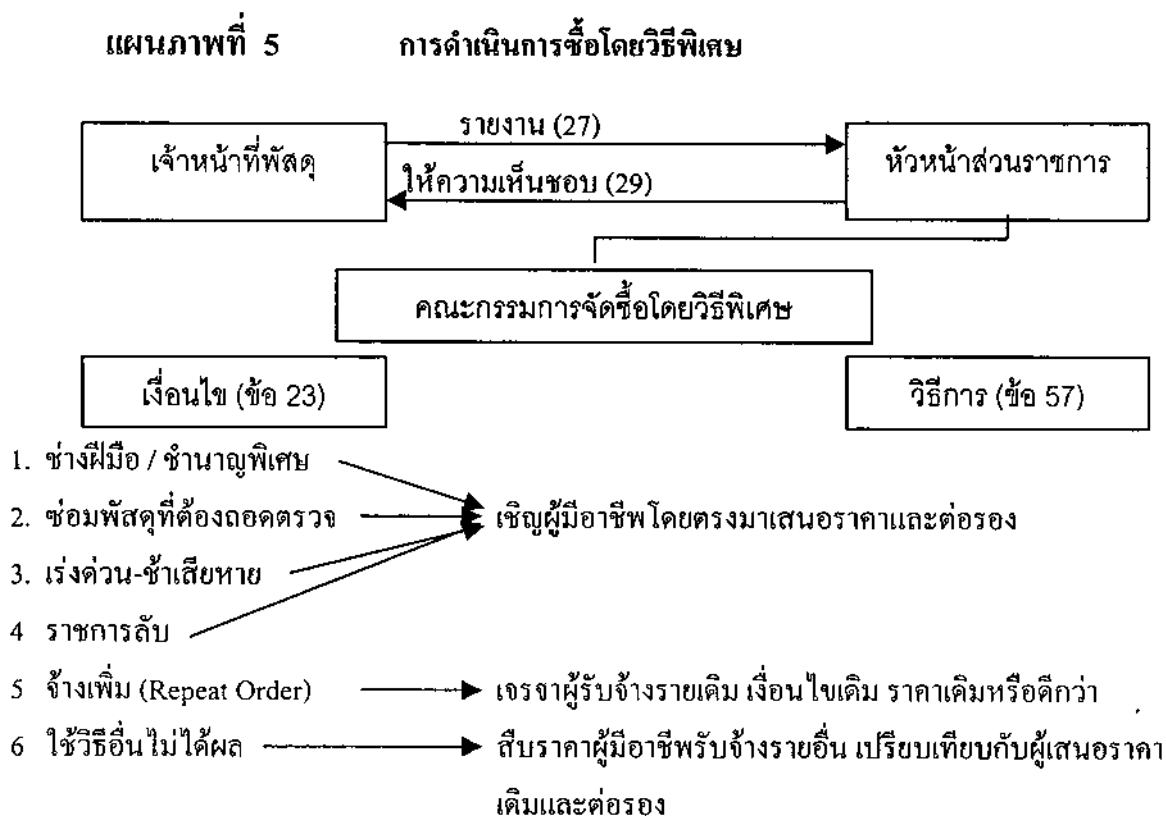 แผนภาพที่ 5 การดำเนินการซื้อโดยวิธีพิเศษ
รายงาน (27)
เจ้าหน้าที่พัสดุ
หัวหน้าส่วนราชการ
ให้ความเห็นชอบ (29)
คณะกรรมการจัดซื้อโดยวิธีพิเศษ
เงื่อนไข (ข้อ 23)
วิธีการ (ข้อ 57)
1. ช่างฝีมือ / ชำนาญพิเศษ
2. ซ่อมพัสดุที่ต้องถอดตรวจ
เชิญผู้มีอาชีพโดยตรงมาเสนอราคาและต่อรอง
3. เร่งด่วน-ช้าเสียหาย
4 ราชการลับ
5 จ้างเพิ่ม (Repeat Order)
เจรจาผู้รับจ้างรายเดิม เงื่อนไขเดิม ราคาเดิมหรือดีกว่า
6 ใช้วิธีอื่นไม่ได้ผล
สืบราคาผู้มีอาชีพรับจ้างรายอื่น เปรียบเทียบกับผู้เสนอราคา
เดิมและต่อรอง